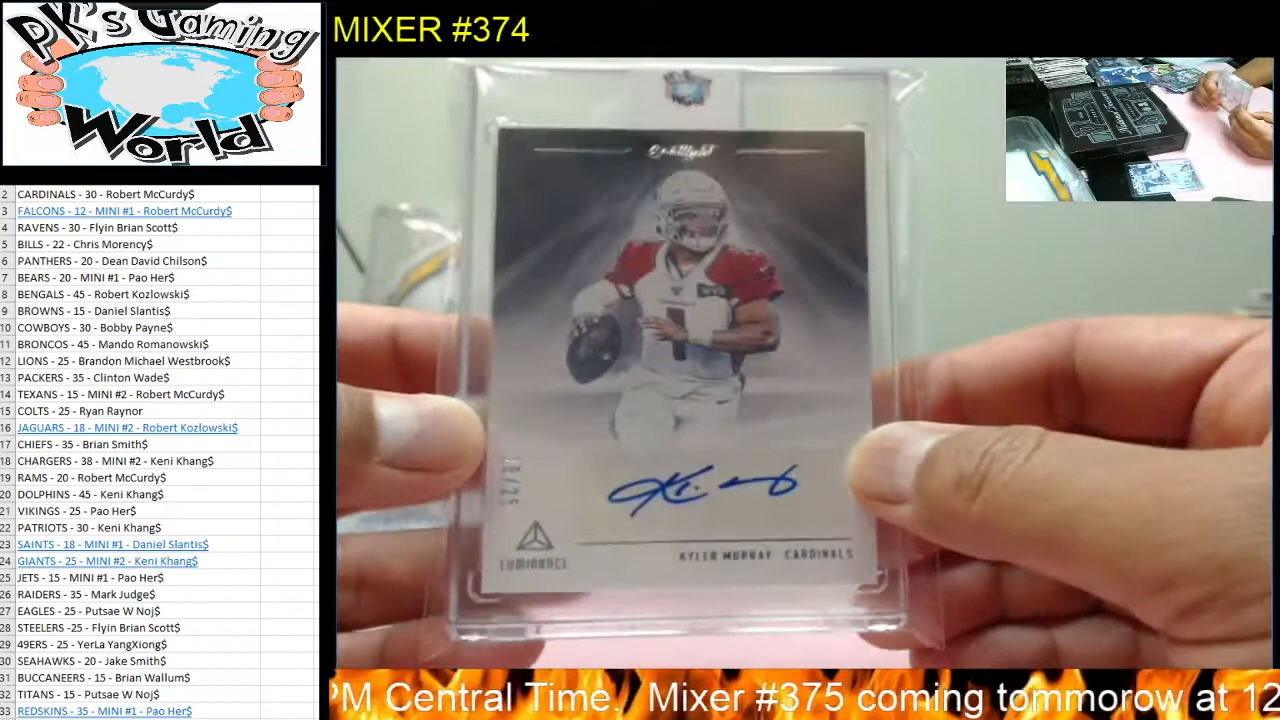 PK's Gaming
World
MIXER #374
2 CARDINALS - 30 - Robert McCurdy$
3 FALCONS - 12 - MINI #1 - Robert McCurdy$
4 RAVENS - 30 - Flyin Brian Scott$
5 BILLS - 22 - Chris Morency$
6 PANTHERS - 20 - Dean David Chilson$
7 BEARS - 20 - MINI #1 - Pao Her$
8 BENGALS - 45 - Robert Kozlowski$
9 BROWNS - 15 - Daniel Slantis$
10 COWBOYS - 30 - Bobby Payne$
11 BRONCOS - 45 - Mando Romanowski$
12 LIONS - 25 - Brandon Michael Westbrook$
13 PACKERS - 35 - Clinton Wade$
14 TEXANS - 15 - MINI #2 - Robert McCurdy$
15 COLTS - 25 - Ryan Raynor
16 JAGUARS - 18 - MINI #2 - Robert Kozlowski$
17 CHIEFS - 35 - Brian Smith$
18 CHARGERS - 38 - MINI #2 - Keni Khang$
19 RAMS - 20 - Robert McCurdy$
20 DOLPHINS - 45 - Keni Khang$
21 VIKINGS - 25 - Pao Her$
22 PATRIOTS - 30 - Keni Khang$
23 SAINTS - 18 - MINI #1 - Daniel Slantis$
24 GIANTS - 25 - MINI #2 - Keni Khang$
25 JETS - 15 - MINI #1 - Pao Her$
26 RAIDERS - 35 - Mark Judge$
27 EAGLES - 25 - Putsae W Noj$
28 STEELERS -25 - Flyin Brian Scott$
29 49ERS - 25 - YerLa YangXiong$
30 SEAHAWKS - 20 - Jake Smith$
31 BUCCANEERS - 15 - Brian Wallum$
32 TITANS - 15 - Putsae W Noj$
33 REDSKINS - 35 - MINI #1 - Pao Her$
1
LUMINANCE
KYLER MURRAY CARDINALS
PM Central Time. Mixer #375 coming tommorow at 12